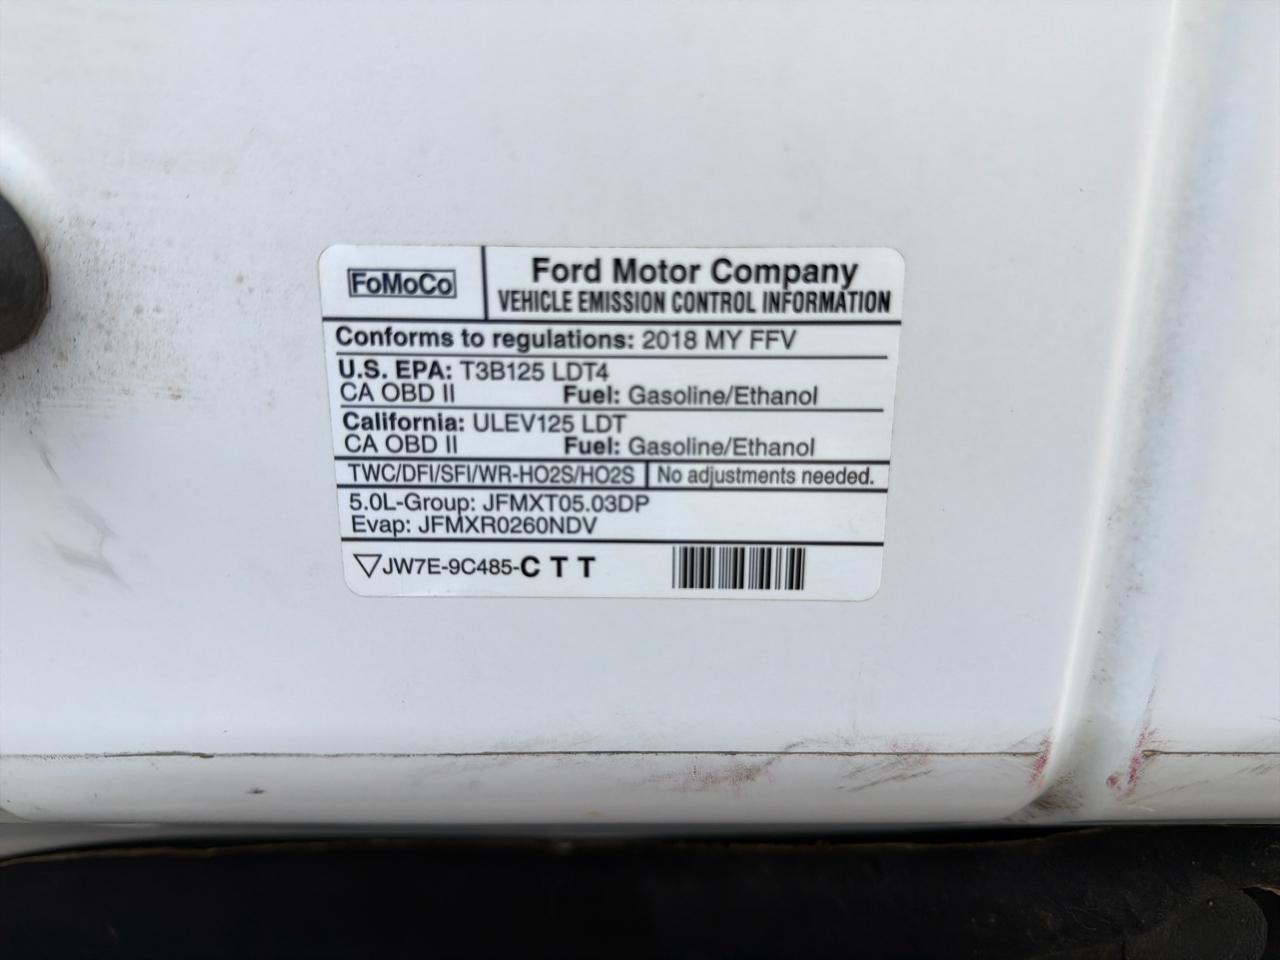 FoMoCo
Ford Motor Company
VEHICLE EMISSION CONTROL INFORMATION
Conforms to regulations: 2018 MY FFV
U.S. EPA: T3B125 LDT4
CA OBD II Fuel: Gasoline/Ethanol
California: ULEV125 LDT
CA OBD II Fuel: Gasoline/Ethanol
TWC/DFI/SFI/WR-HO2S/HO2S No adjustments needed.
5.0L-Group: JFMXT05.03DP
Evap: JFMXR0260NDV
JW7E-9C485-C T T